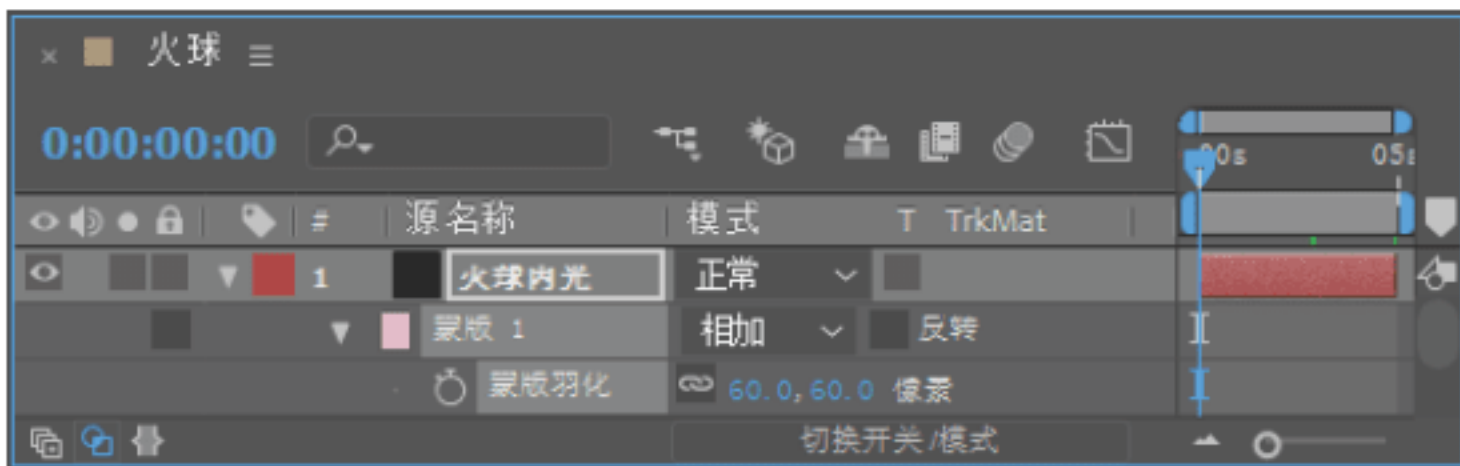 火球
0:00:00:00
00s 05s
# 源名称 模式 T TrkMat
1 火球内光 正常
蒙版 1 相加 反转
蒙版羽化 60.0,60.0 像素
切换开关/模式